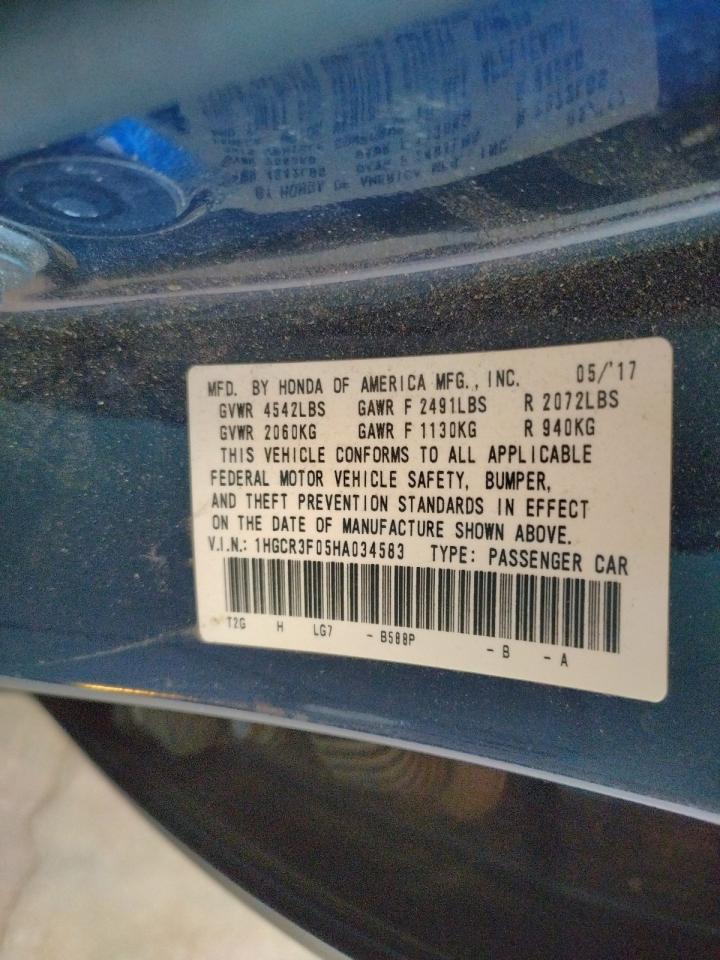 MFD. BY HONDA OF AMERICA MFG., INC. 05/'17
GVWR 4542LBS GAWR F 2491LBS R 2072LBS
GVWR 2060KG GAWR F 1130KG R 940KG
THIS VEHICLE CONFORMS TO ALL APPLICABLE
FEDERAL MOTOR VEHICLE SAFETY, BUMPER,
AND THEFT PREVENTION STANDARDS IN EFFECT
ON THE DATE OF MANUFACTURE SHOWN ABOVE.
V.I.N.: 1HGCR3F05HA034583 TYPE: PASSENGER CAR
T2G H LG7 - B588P - B - A